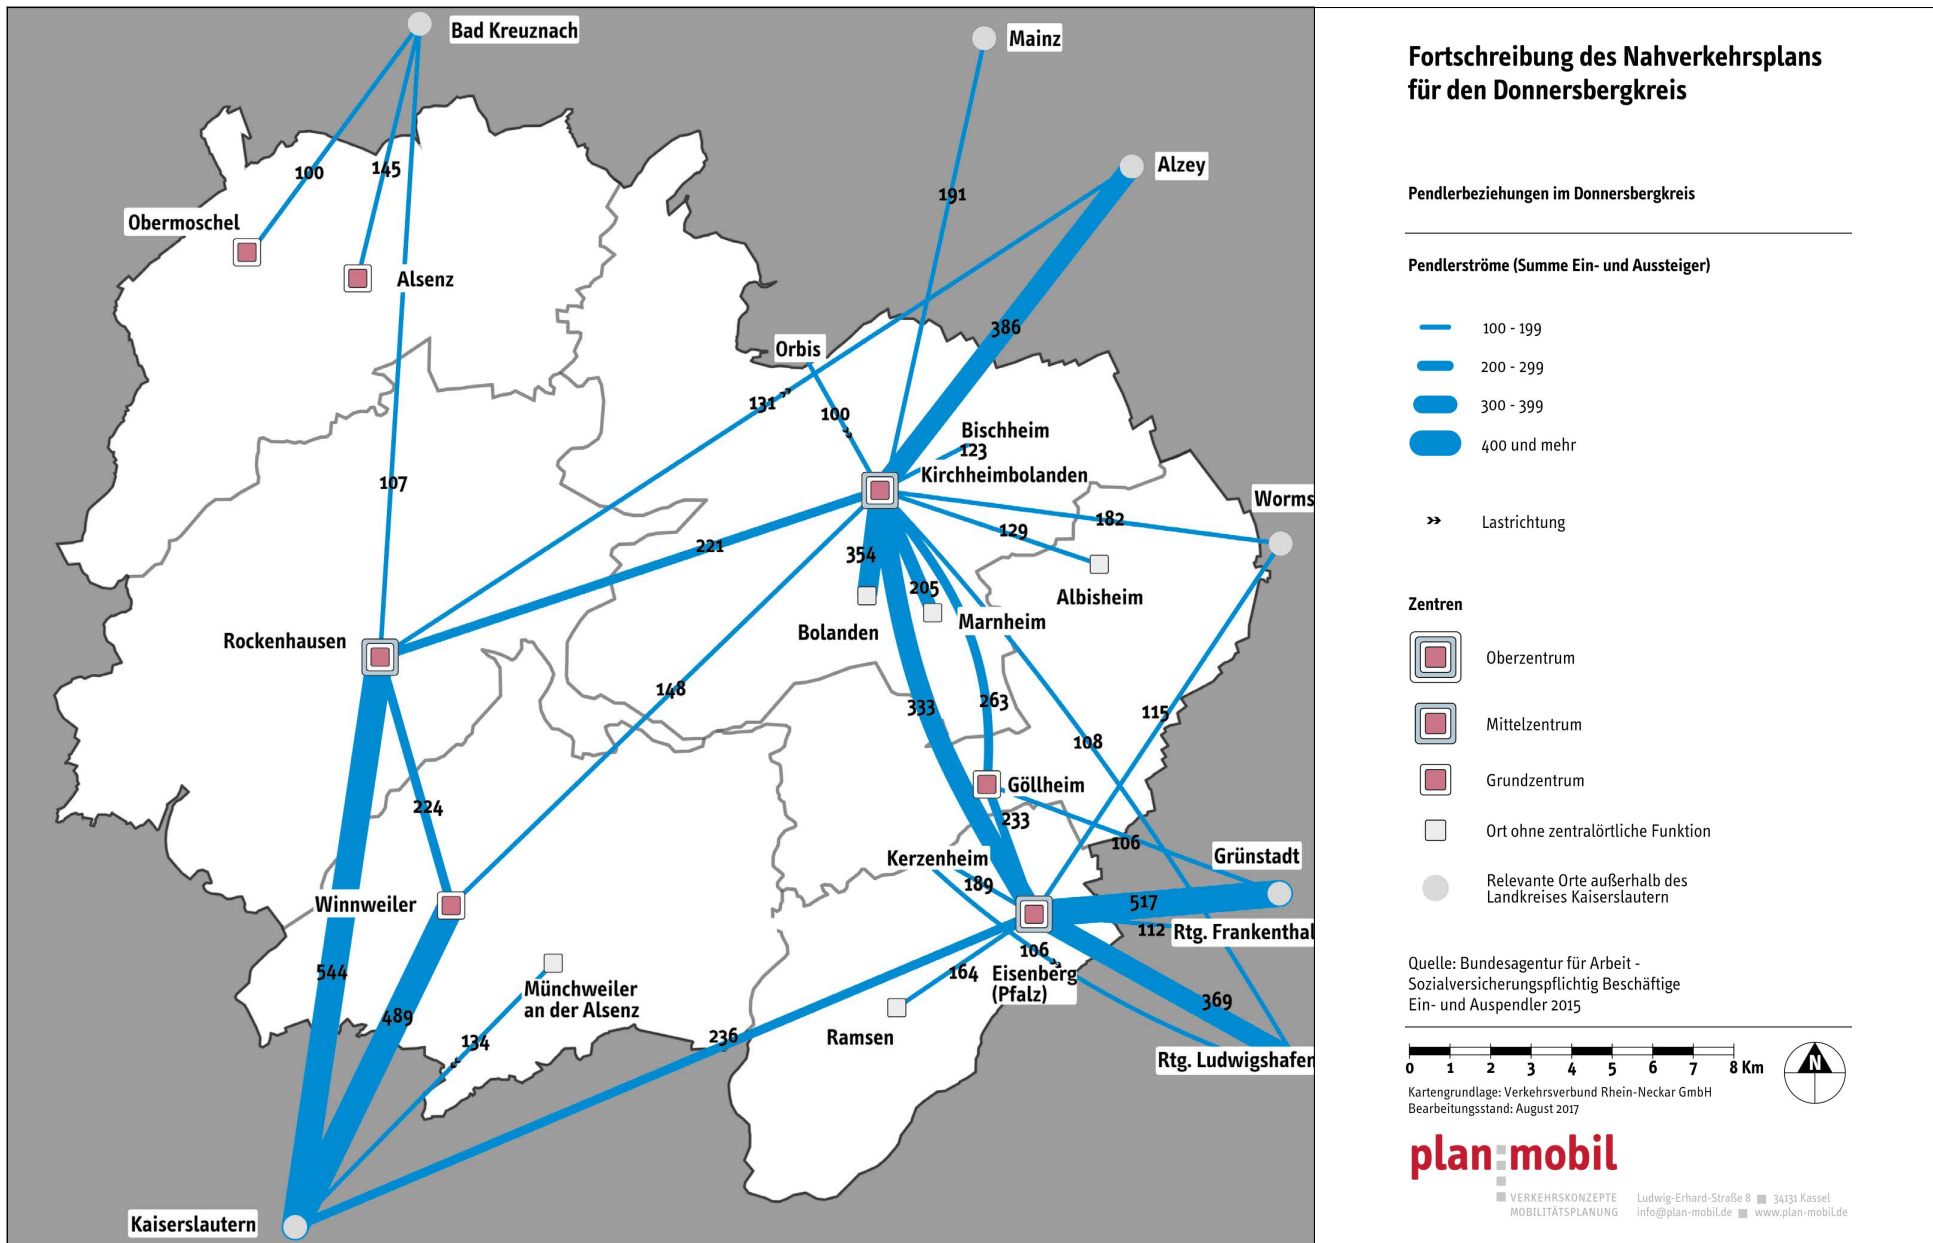 Bad Kreuznach
Mainz
Alzey
100
145
191
Obermoschel
Alsenz
386
Orbis
131
100
Bischheim
123
Kirchheimbolanden
107
Worms
182
129
221
354
205
Albisheim
Marnheim
Bolanden
Rockenhausen
148
263
333
115
108
Göllheim
224
233
106
Kerzenheim
Grünstadt
189
Winnweiler
517
112
Rtg. Frankenthal
106
544
164
Eisenberg
(Pfalz)
Münchweiler
an der Alsenz
369
489
236
134
Ramsen
Rtg. Ludwigshafen
Kaiserslautern
Fortschreibung des Nahverkehrsplans
für den Donnersbergkreis
Pendlerbeziehungen im Donnersbergkreis
Pendlerströme (Summe Ein- und Aussteiger)
100 - 199
200 - 299
300 - 399
400 und mehr
Lastrichtung
Zentren
Oberzentrum
Mittelzentrum
Grundzentrum
Ort ohne zentralörtliche Funktion
Relevante Orte außerhalb des
Landkreises Kaiserslautern
Quelle: Bundesagentur für Arbeit -
Sozialversicherungspflichtig Beschäftige
Ein- und Auspendler 2015
0 1 2 3 4 5 6 7 8 Km
N
Kartengrundlage: Verkehrsverbund Rhein-Neckar GmbH
Bearbeitungsstand: August 2017
plan:mobil
VERKEHRSKONZEPTE Ludwig-Erhard-Straße 8 34131 Kassel
MOBILITÄTSPLANUNG info@plan-mobil.de www.plan-mobil.de